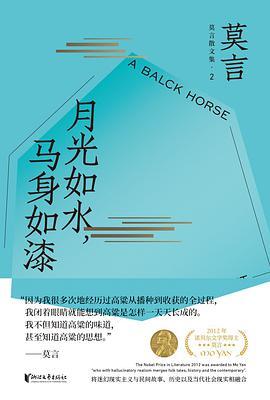 莫言
莫言散文集·2
A BALCK HORSE
月光如水,
马身如漆
“因为我很多次地经历过高粱从播种到收获的全过程,
我闭着眼睛就能想到高粱是怎样一天天长成的。
我不但知道高粱的味道,
甚至知道高粱的思想。”
——莫言
2012年
诺贝尔文学奖得主
莫言
MO YAN
The Nobel Prize in Literature 2012 was awarded to Mo Yan
"who with hallucinatory realism merges folk tales, history and the contemporary".
将迷幻现实主义与民间故事、历史以及当代社会现实相融合
浙江文艺出版社